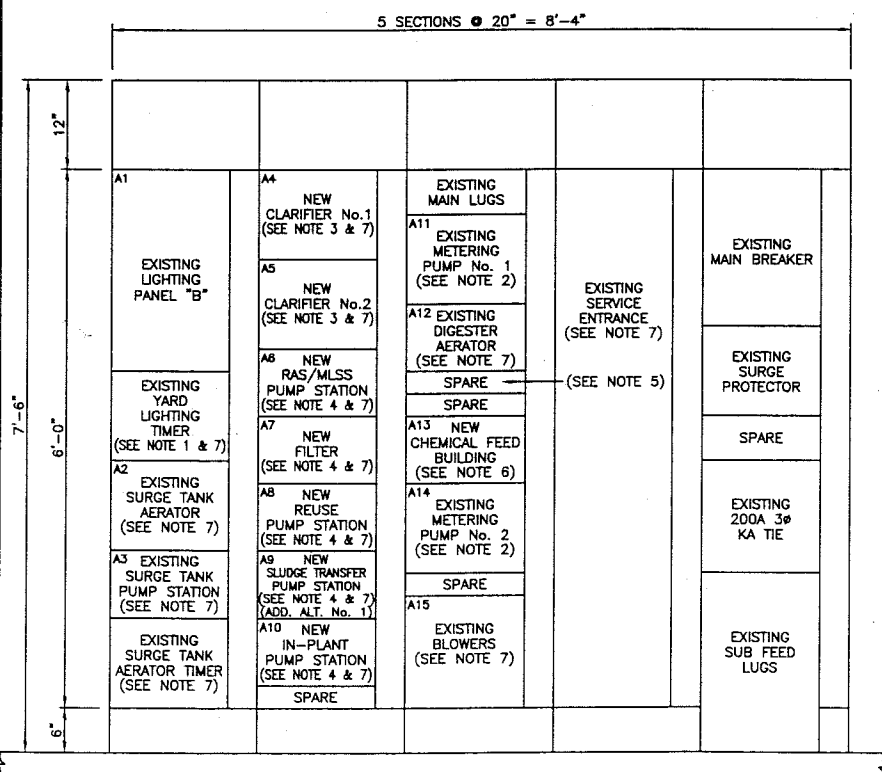 5 SECTIONS @ 20" = 8'-4"
12"
7'-6"
6'-0"
6"
A1
EXISTING
LIGHTING
PANEL "B"
EXISTING
YARD
LIGHTING
TIMER
(SEE NOTE 1 & 7)
A2
EXISTING
SURGE TANK
AERATOR
(SEE NOTE 7)
A3 EXISTING
SURGE TANK
PUMP STATION
(SEE NOTE 7)
EXISTING
SURGE TANK
AERATOR TIMER
(SEE NOTE 7)
A4
NEW
CLARIFIER No.1
(SEE NOTE 3 & 7)
A5
NEW
CLARIFIER No.2
(SEE NOTE 3 & 7)
A6 NEW
RAS/MLSS
PUMP STATION
(SEE NOTE 4 & 7)
A7
NEW
FILTER
(SEE NOTE 4 & 7)
A8 NEW
REUSE
PUMP STATION
(SEE NOTE 4 & 7)
A9 NEW
SLUDGE TRANSFER
PUMP STATION
(SEE NOTE 4 & 7)
(ADD. ALT. No. 1)
A10 NEW
IN-PLANT
PUMP STATION
(SEE NOTE 4 & 7)
SPARE
EXISTING
MAIN LUGS
A11
EXISTING
METERING
PUMP No. 1
(SEE NOTE 2)
A12 EXISTING
DIGESTER
AERATOR
(SEE NOTE 7)
SPARE
(SEE NOTE 5)
SPARE
A13 NEW
CHEMICAL FEED
BUILDING
(SEE NOTE 6)
A14
EXISTING
METERING
PUMP No. 2
(SEE NOTE 2)
SPARE
A15
EXISTING
BLOWERS
(SEE NOTE 7)
EXISTING
SERVICE
ENTRANCE
(SEE NOTE 7)
EXISTING
MAIN BREAKER
EXISTING
SURGE
PROTECTOR
SPARE
EXISTING
200A 3ø
KA TIE
EXISTING
SUB FEED
LUGS